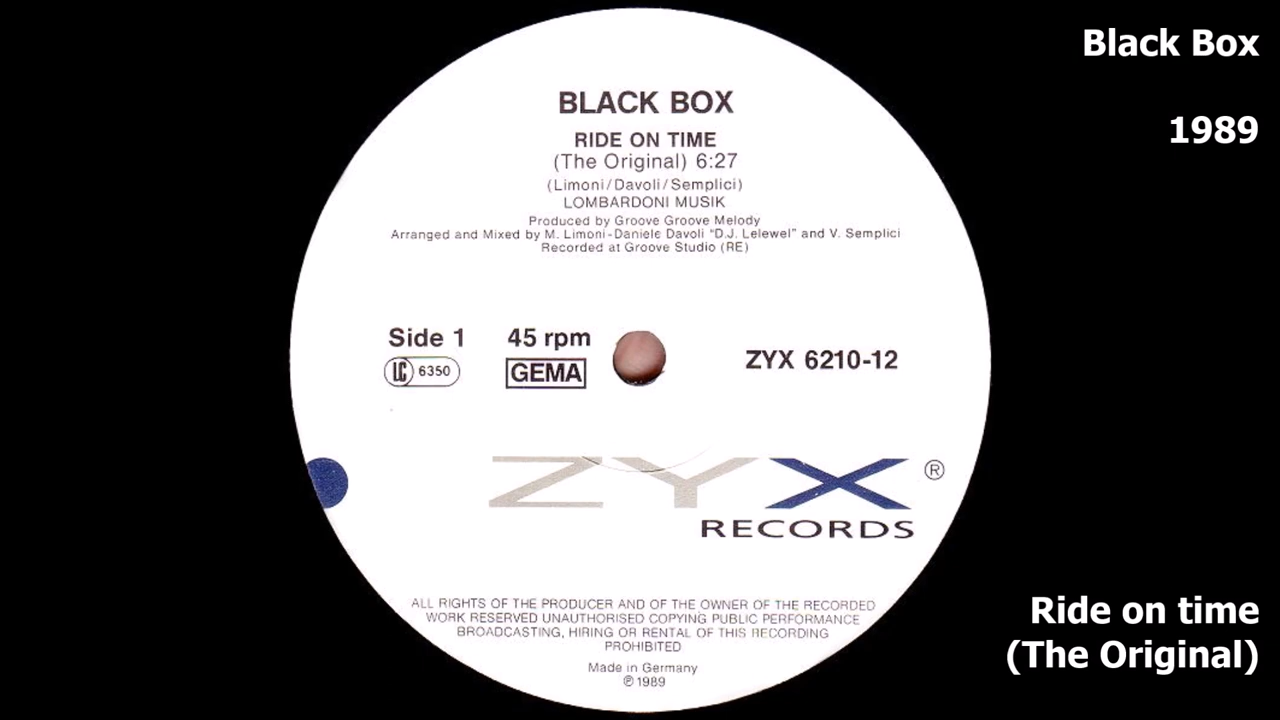 Black Box
1989
BLACK BOX
RIDE ON TIME
(The Original) 6:27
(Limoni/Davoli/Semplici)
LOMBARDONI MUSIK
Produced by Groove Groove Melody
Arranged and Mixed by M. Limoni-Daniele Davoli "D.J. Lelewel" and V. Semplici
Recorded at Groove Studio (RE)
Side 1 45 rpm
ZYX 6210-12
LC 6350 GEMA
ZYX ®
RECORDS
ALL RIGHTS OF THE PRODUCER AND OF THE OWNER OF THE RECORDED
WORK RESERVED UNAUTHORISED COPYING PUBLIC PERFORMANCE
BROADCASTING, HIRING OR RENTAL OF THIS RECORDING
PROHIBITED
Made in Germany
℗ 1989
Ride on time
(The Original)